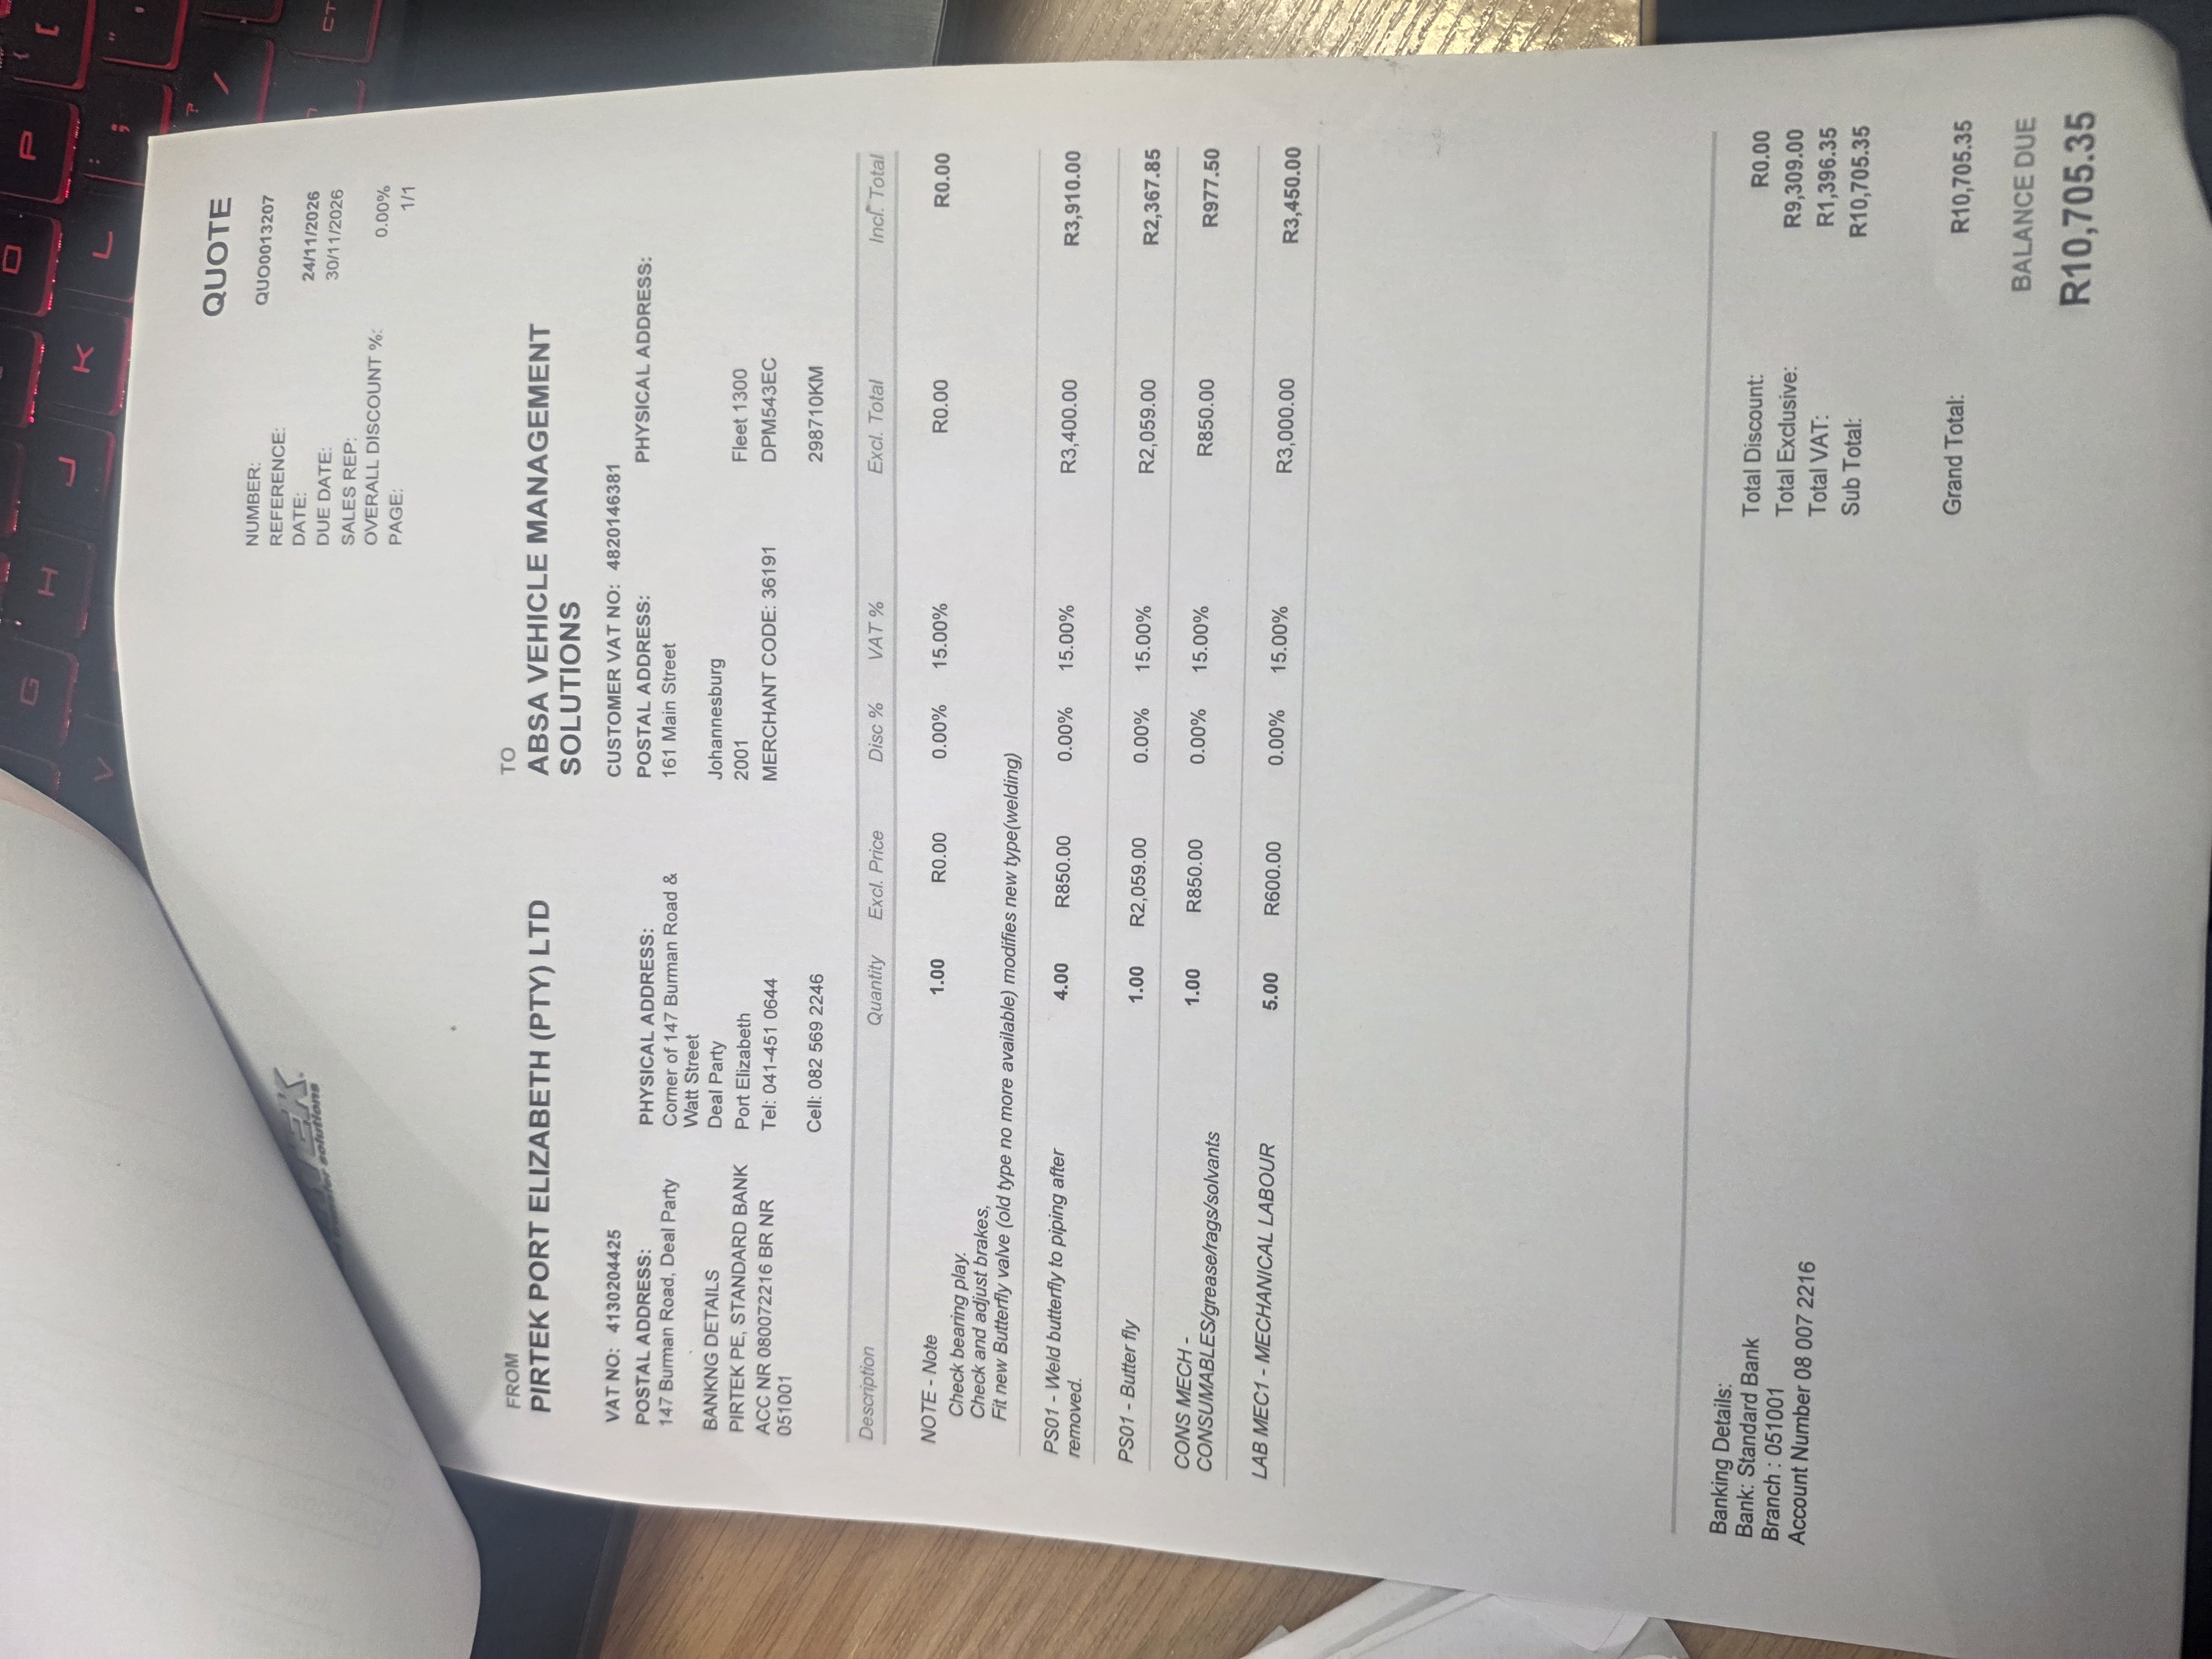 QUOTE
NUMBER: QUO0013207
REFERENCE:
DATE: 24/11/2026
DUE DATE: 30/11/2026
SALES REP:
OVERALL DISCOUNT %: 0.00%
PAGE: 1/1
FROM
PIRTEK PORT ELIZABETH (PTY) LTD
VAT NO: 4130204425
POSTAL ADDRESS:
147 Burman Road, Deal Party
BANKNG DETAILS
PIRTEK PE, STANDARD BANK
ACC NR 080072216 BR NR
051001
PHYSICAL ADDRESS:
Corner of 147 Burman Road &
Watt Street
Deal Party
Port Elizabeth
Tel: 041-451 0644
Cell: 082 569 2246
TO
ABSA VEHICLE MANAGEMENT
SOLUTIONS
CUSTOMER VAT NO: 4820146381
POSTAL ADDRESS:
161 Main Street
Johannesburg
2001
MERCHANT CODE: 36191
PHYSICAL ADDRESS:
Fleet 1300
DPM543EC
298710KM
Description Quantity Excl. Price Disc % VAT % Excl. Total Incl. Total
NOTE - Note 1.00 R0.00 0.00% 15.00% R0.00 R0.00
Check bearing play.
Check and adjust brakes,
Fit new Butterfly valve (old type no more available) modifies new type(welding)
PS01 - Weld butterfly to piping after 4.00 R850.00 0.00% 15.00% R3,400.00 R3,910.00
removed.
PS01 - Butter fly 1.00 R2,059.00 0.00% 15.00% R2,059.00 R2,367.85
CONS MECH - 1.00 R850.00 0.00% 15.00% R850.00 R977.50
CONSUMABLES/grease/rags/solvants
LAB MEC1 - MECHANICAL LABOUR 5.00 R600.00 0.00% 15.00% R3,000.00 R3,450.00
Banking Details:
Bank: Standard Bank
Branch : 051001
Account Number 08 007 2216
Total Discount: R0.00
Total Exclusive: R9,309.00
Total VAT: R1,396.35
Sub Total: R10,705.35
Grand Total: R10,705.35
BALANCE DUE
R10,705.35
G H J K L
O P [
V ; "
? /